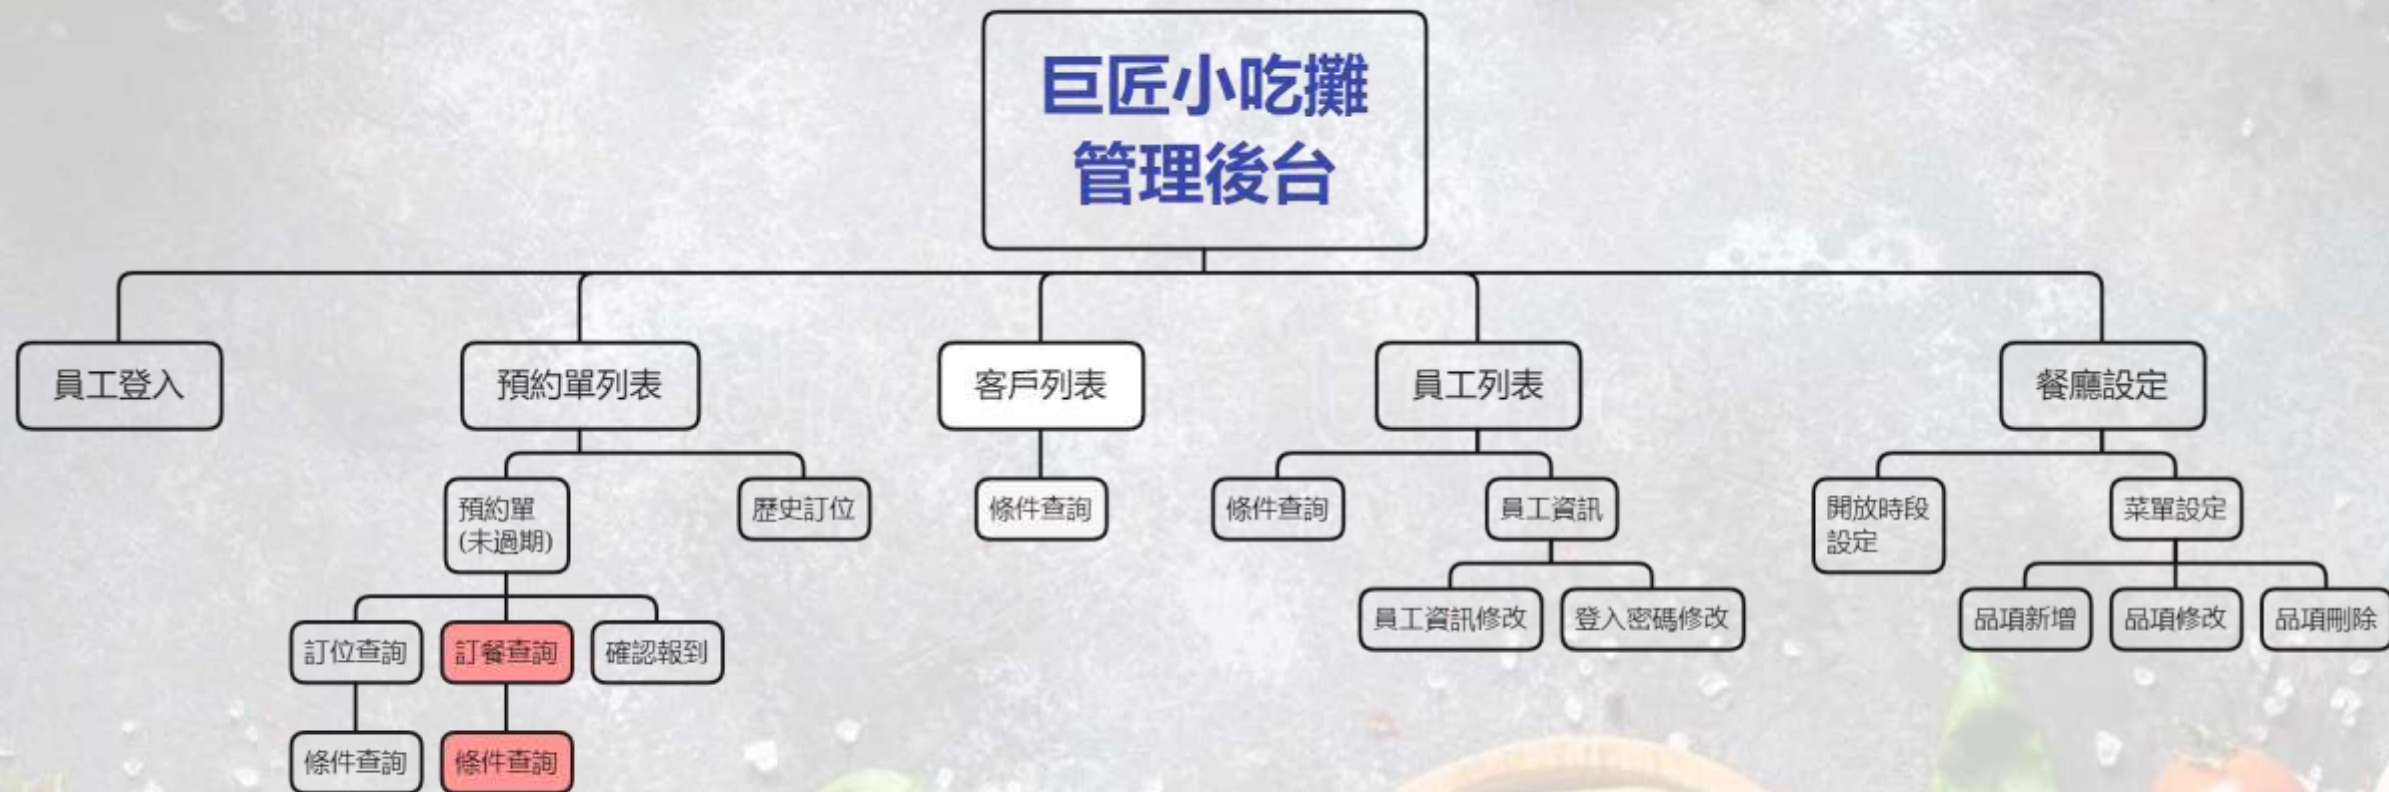 巨匠小吃攤
管理後台
員工登入
預約單列表
客戶列表
員工列表
餐廳設定
預約單
(未過期)
歷史訂位
條件查詢
條件查詢
員工資訊
開放時段
設定
菜單設定
訂位查詢
訂餐查詢
確認報到
員工資訊修改
登入密碼修改
品項新增
品項修改
品項刪除
條件查詢
條件查詢